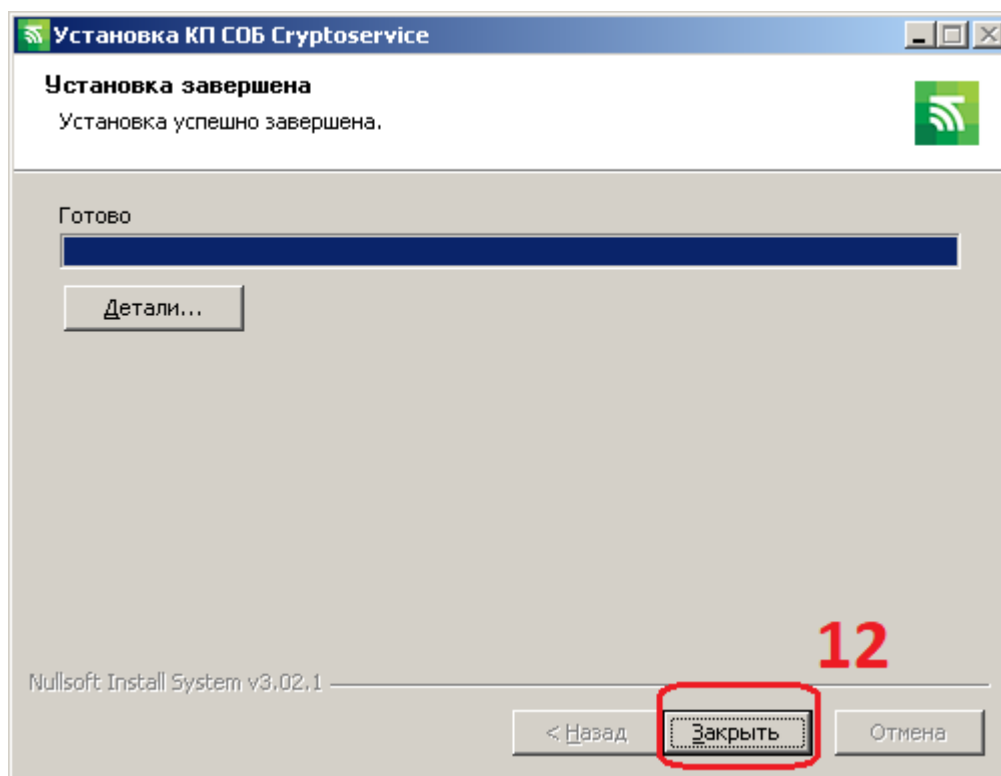 Установка КП СОБ Cryptoservice
Установка завершена
Установка успешно завершена.
Готово
Детали...
12
Nullsoft Install System v3.02.1
< Назад Закрыть Отмена